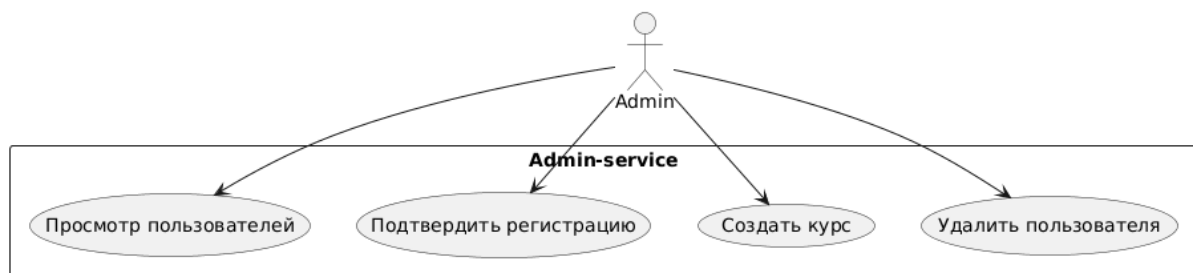 Admin
Admin-service
Просмотр пользователей
Подтвердить регистрацию
Создать курс
Удалить пользователя